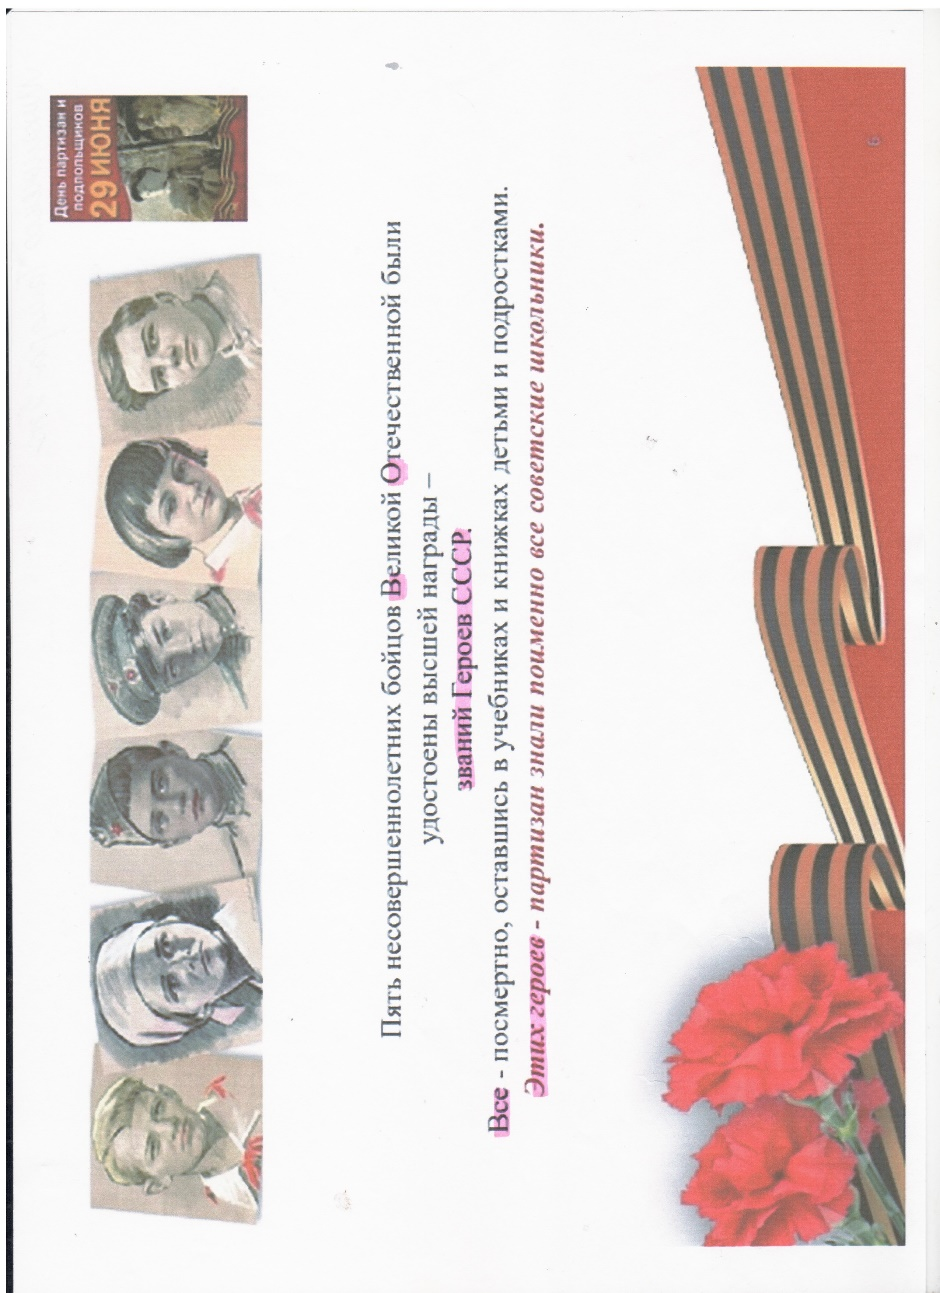 День партизан и
подпольщиков
29 ИЮНЯ
Пять несовершеннолетних бойцов Великой Отечественной были
удостоены высшей награды –
званий Героев СССР.
Все - посмертно, оставшись в учебниках и книжках детьми и подростками.
Этих героев - партизан знали поименно все советские школьники.
6